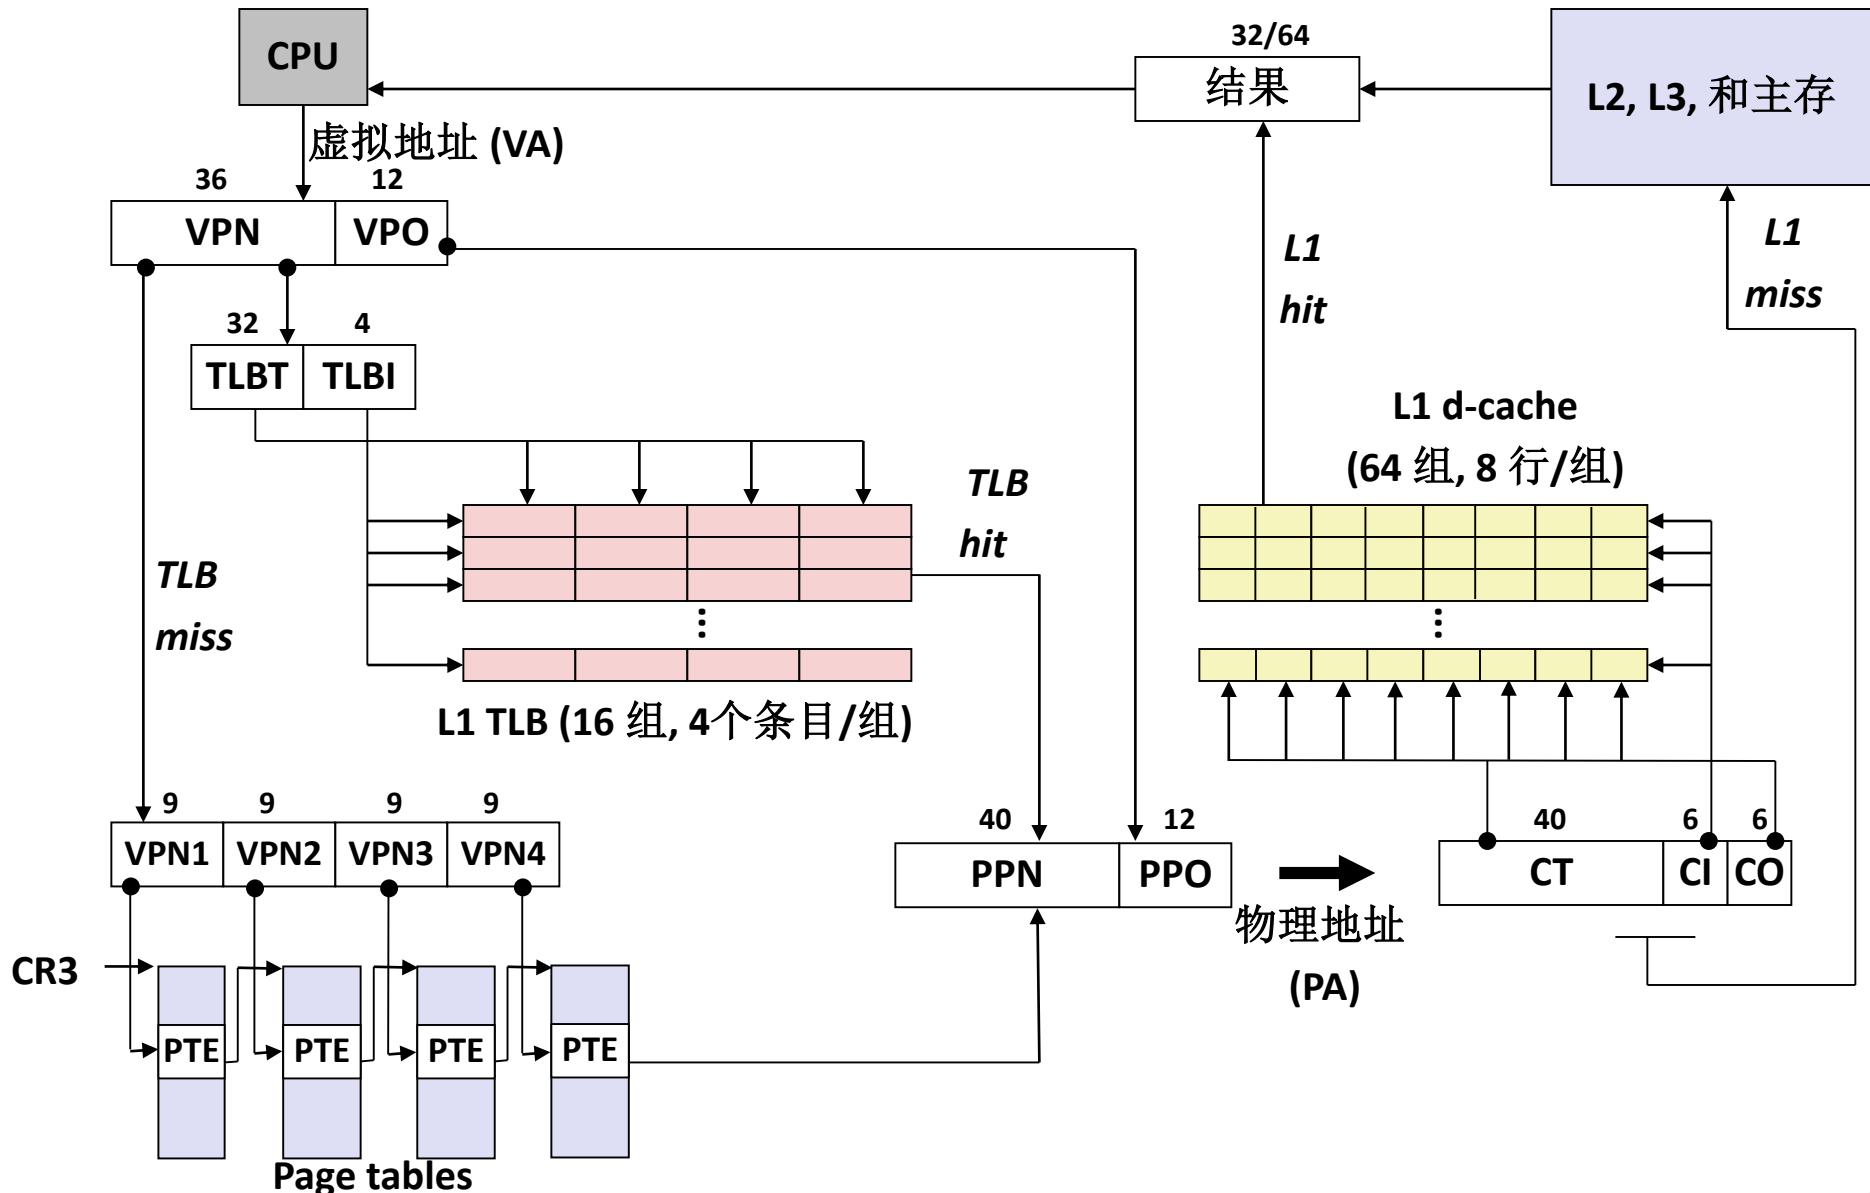 CPU
32/64
结果
L2, L3, 和主存
虚拟地址 (VA)
36
12
VPN
VPO
L1
hit
L1
miss
32
4
TLBT
TLBI
L1 d-cache
(64 组, 8 行/组)
TLB
hit
TLB
miss
...
...
L1 TLB (16 组, 4个条目/组)
9
9
9
9
VPN1
VPN2
VPN3
VPN4
40
12
PPN
PPO
40
6
6
CT
CI
CO
物理地址
(PA)
CR3
PTE
PTE
PTE
PTE
Page tables